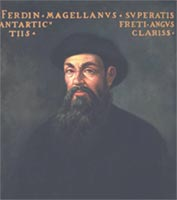 FERDIN · MAGELLANVS · SVPERATIS
ANTARTIC · FRETI · ANGVS
TIIS · CLARISS ·